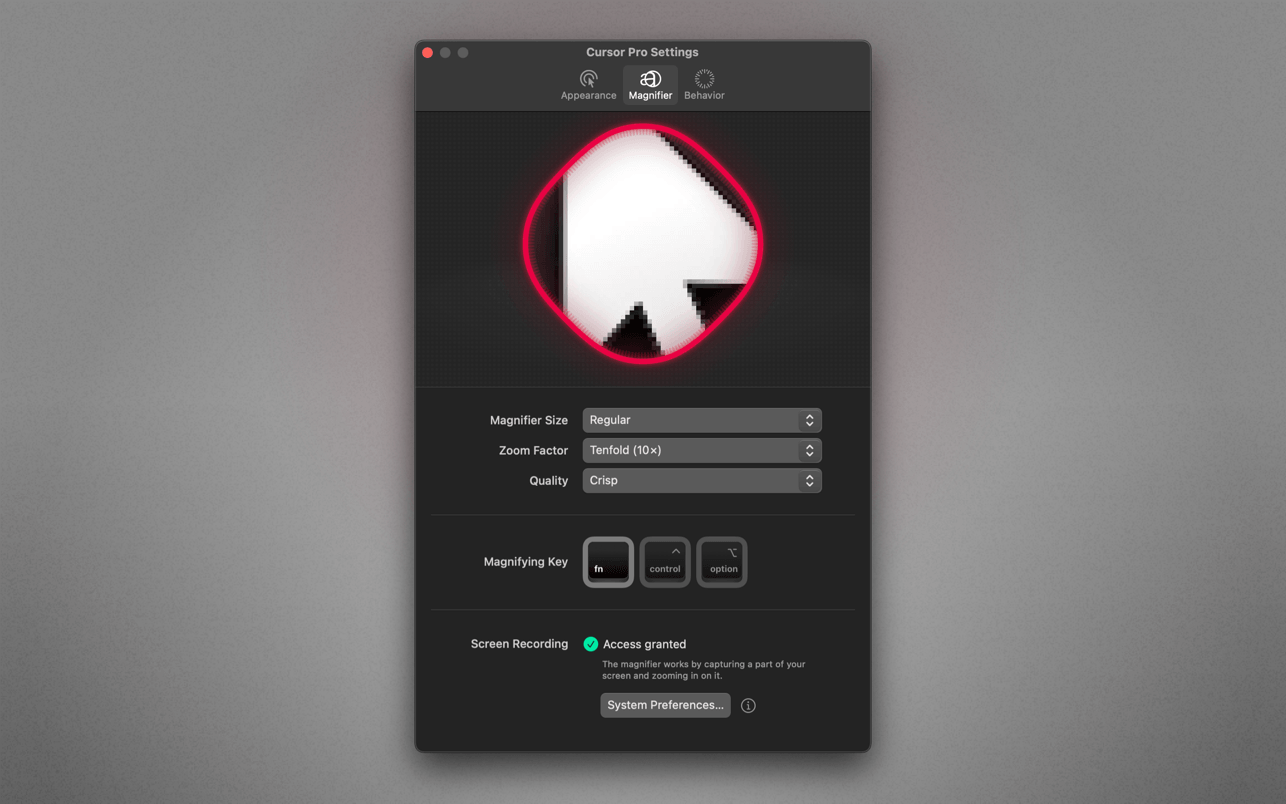 Cursor Pro Settings
Appearance
Magnifier
Behavior
Magnifier Size
Regular
Zoom Factor
Tenfold (10×)
Quality
Crisp
Magnifying Key
fn
control
option
Screen Recording
Access granted
The magnifier works by capturing a part of your
screen and zooming in on it.
System Preferences...